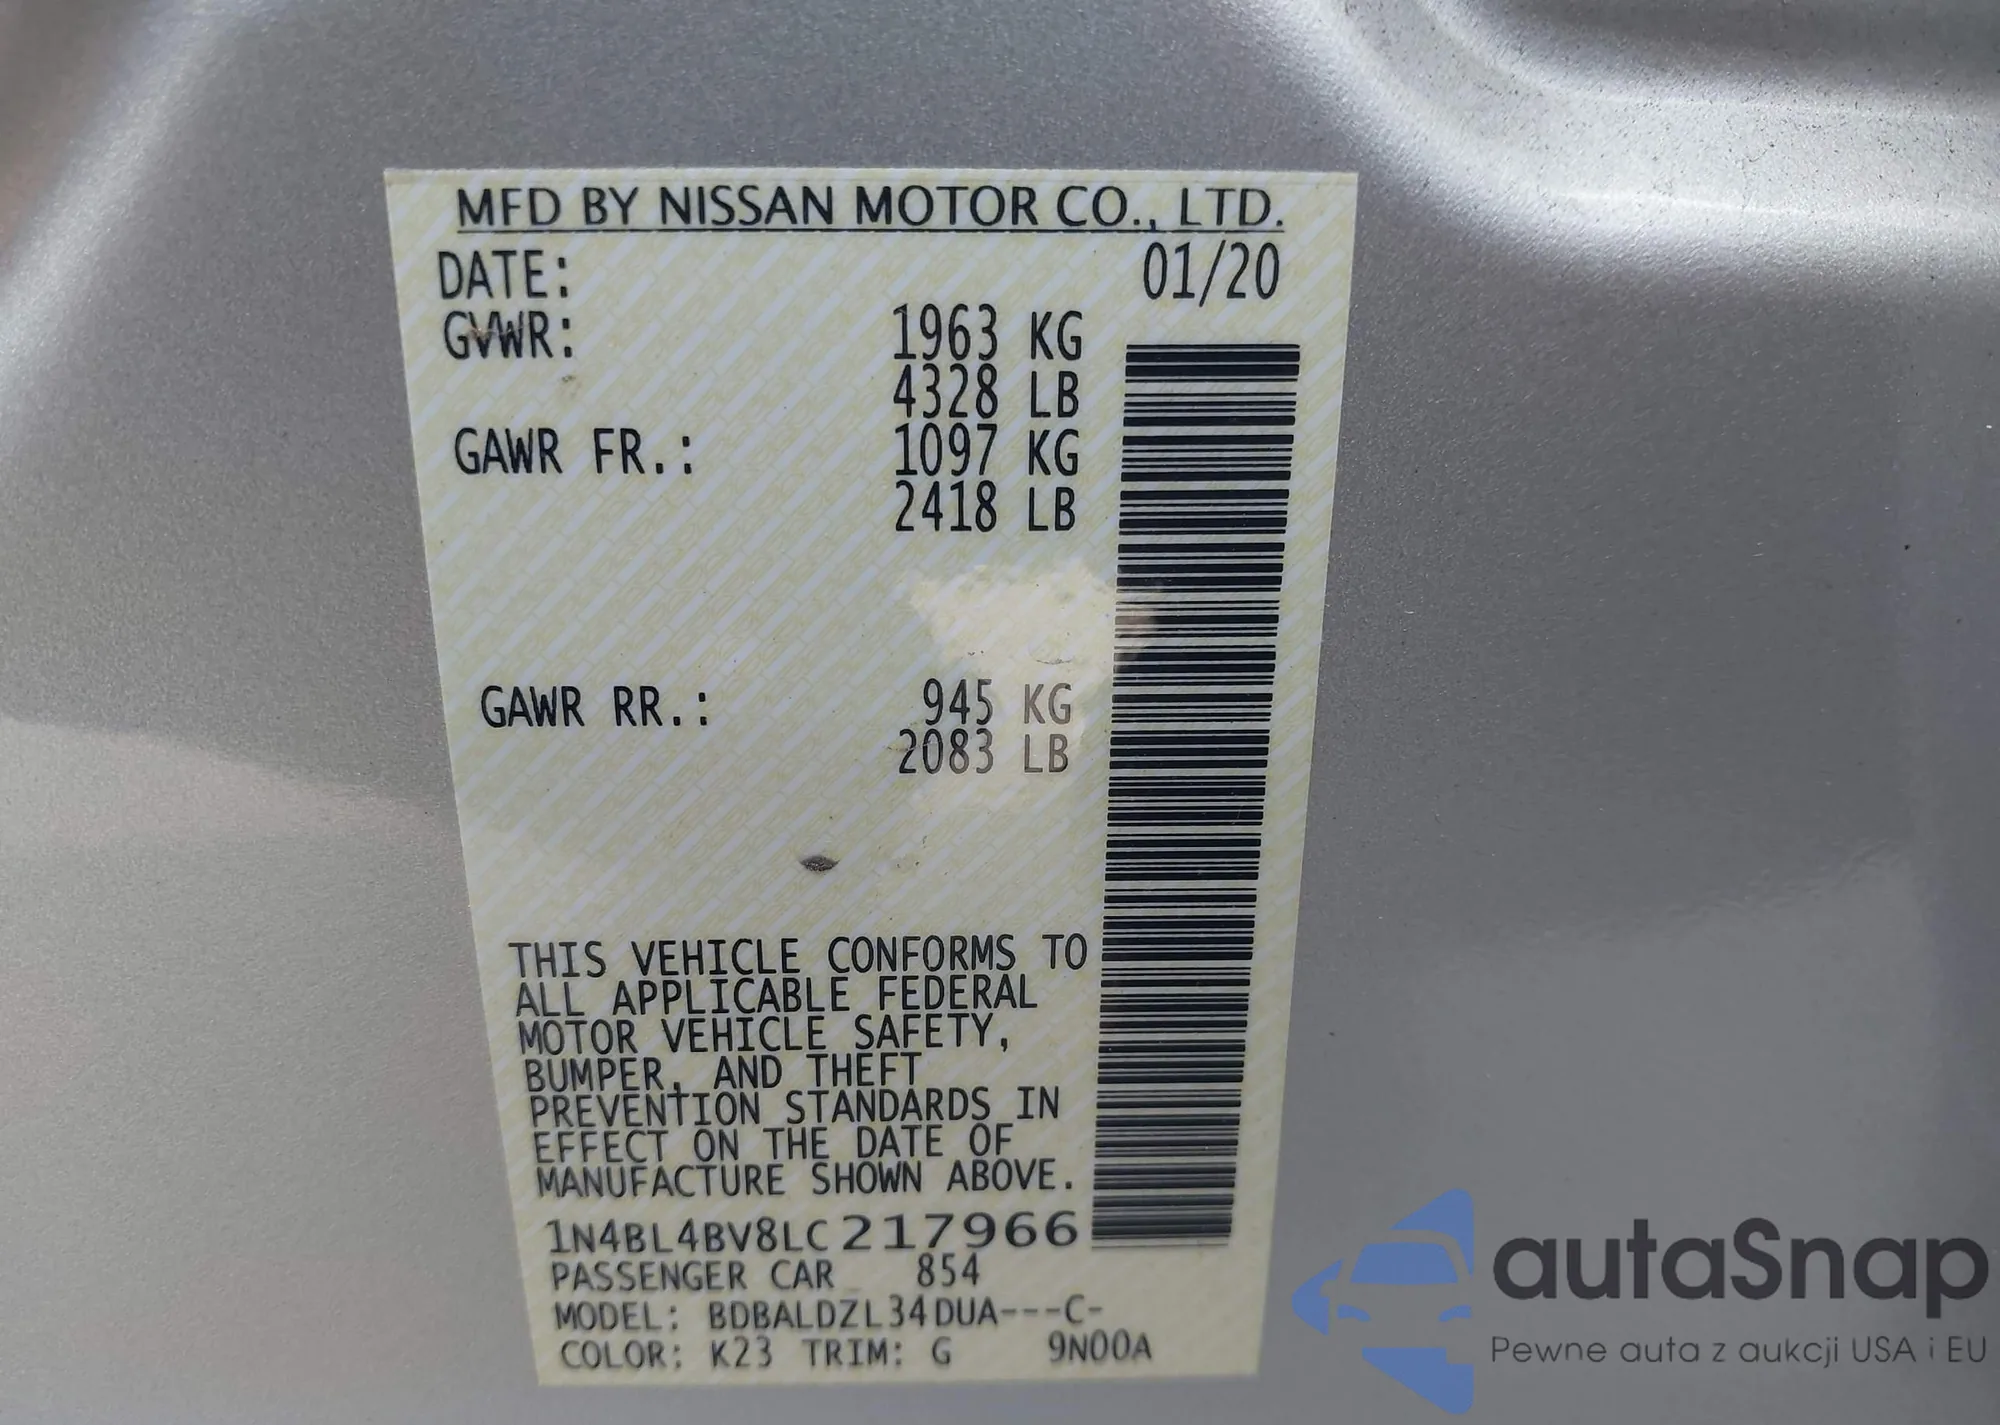 MFD BY NISSAN MOTOR CO., LTD.
DATE: 01/20
GVWR: 1963 KG
4328 LB
GAWR FR.: 1097 KG
2418 LB
GAWR RR.: 945 KG
2083 LB
THIS VEHICLE CONFORMS TO
ALL APPLICABLE FEDERAL
MOTOR VEHICLE SAFETY,
BUMPER, AND THEFT
PREVENTION STANDARDS IN
EFFECT ON THE DATE OF
MANUFACTURE SHOWN ABOVE.
1N4BL4BV8LC217966
PASSENGER CAR 854
MODEL: BDBALDZL34DUA---C-
COLOR: K23 TRIM: G 9N00A
autaSnap
Pewne auta z aukcji USA i EU